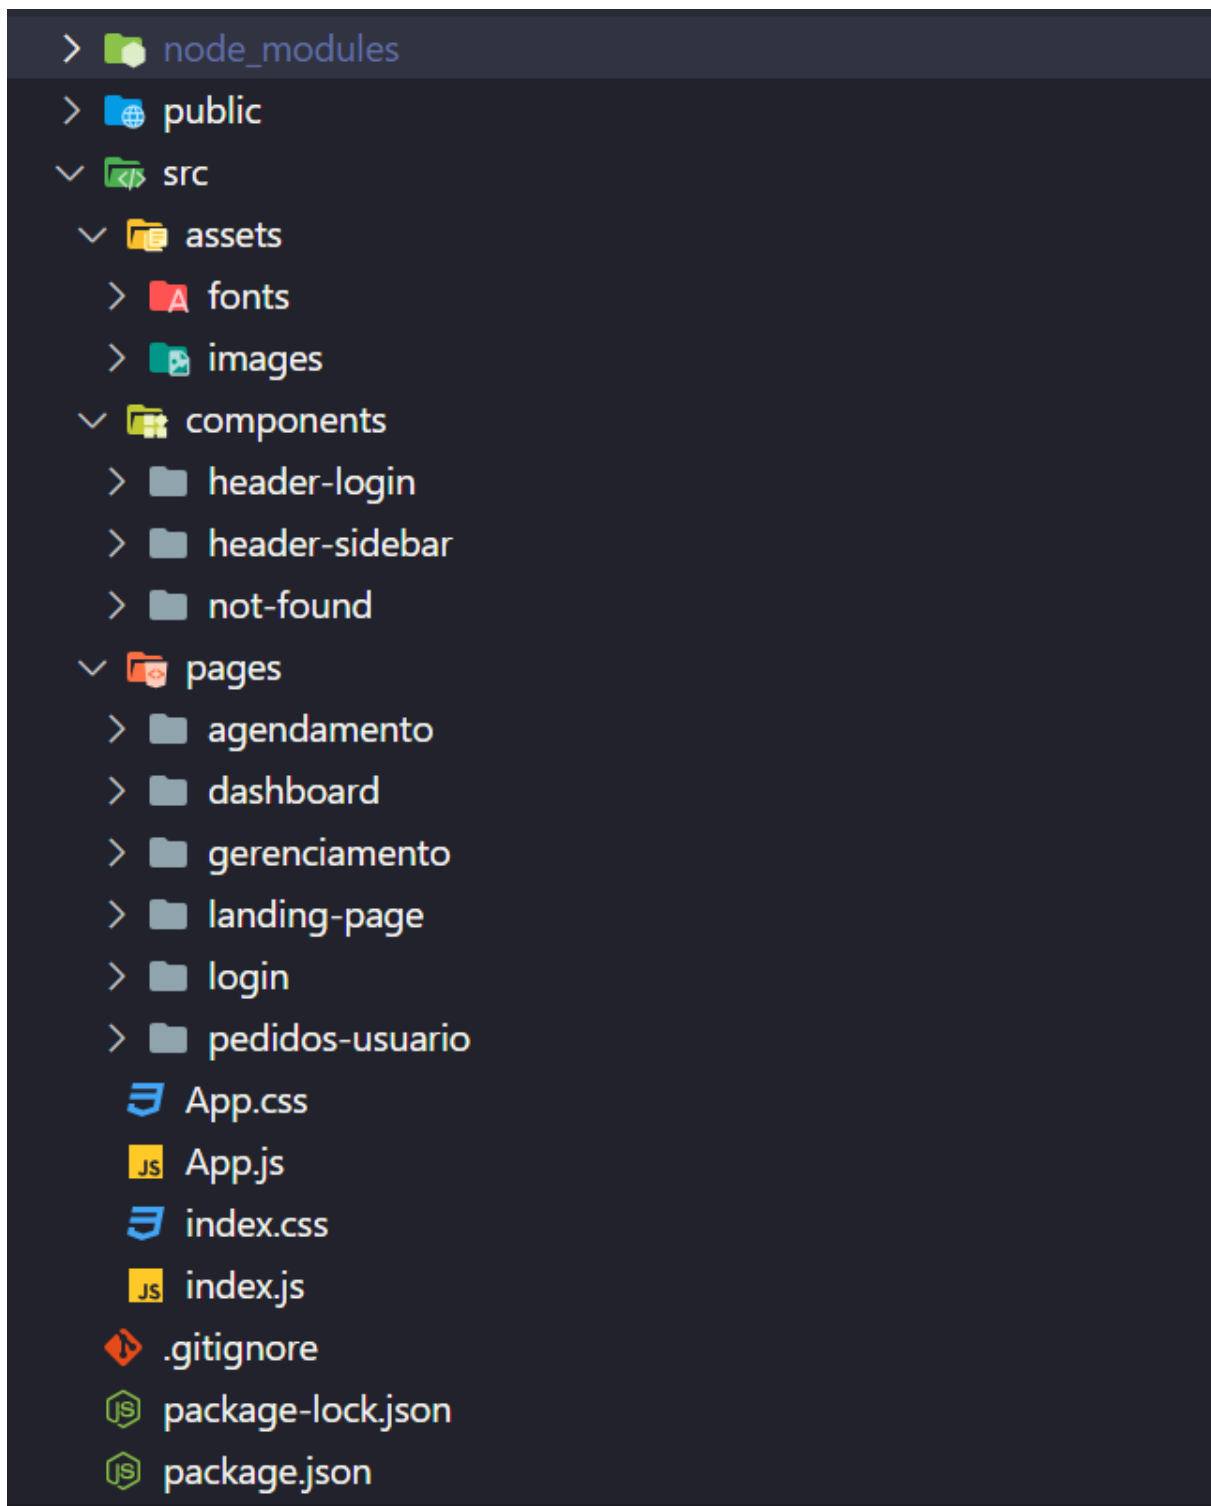 node_modules
public
src
assets
fonts
images
components
header-login
header-sidebar
not-found
pages
agendamento
dashboard
gerenciamento
landing-page
login
pedidos-usuario
App.css
App.js
index.css
index.js
.gitignore
package-lock.json
package.json